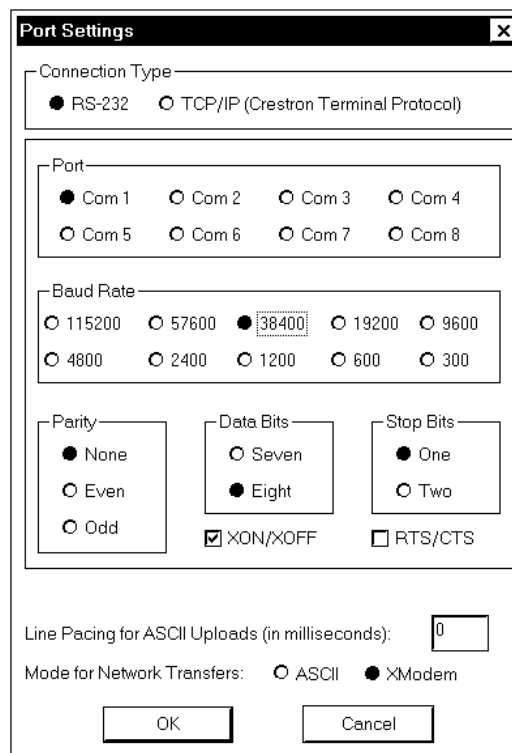 Port Settings
Connection Type
RS-232 TCP/IP (Crestron Terminal Protocol)
Port
Com 1 Com 2 Com 3 Com 4
Com 5 Com 6 Com 7 Com 8
Baud Rate
115200 57600 38400 19200 9600
4800 2400 1200 600 300
Parity
None
Even
Odd
Data Bits
Seven
Eight
Stop Bits
One
Two
XON/XOFF RTS/CTS
Line Pacing for ASCII Uploads (in milliseconds): 0
Mode for Network Transfers: ASCII XModem
OK Cancel